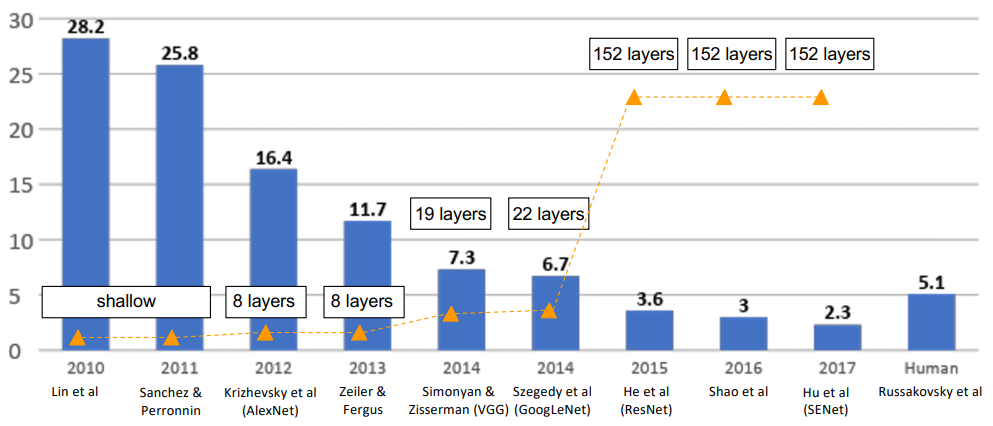 30
25
20
15
10
5
0
28.2
25.8
16.4
11.7
7.3
6.7
3.6
3
2.3
5.1
152 layers
152 layers
152 layers
19 layers
22 layers
shallow
8 layers
8 layers
2010
2011
2012
2013
2014
2014
2015
2016
2017
Human
Lin et al
Sanchez &
Perronnin
Krizhevsky et al
(AlexNet)
Zeiler &
Fergus
Simonyan &
Zisserman (VGG)
Szegedy et al
(GoogLeNet)
He et al
(ResNet)
Shao et al
Hu et al
(SENet)
Russakovsky et al